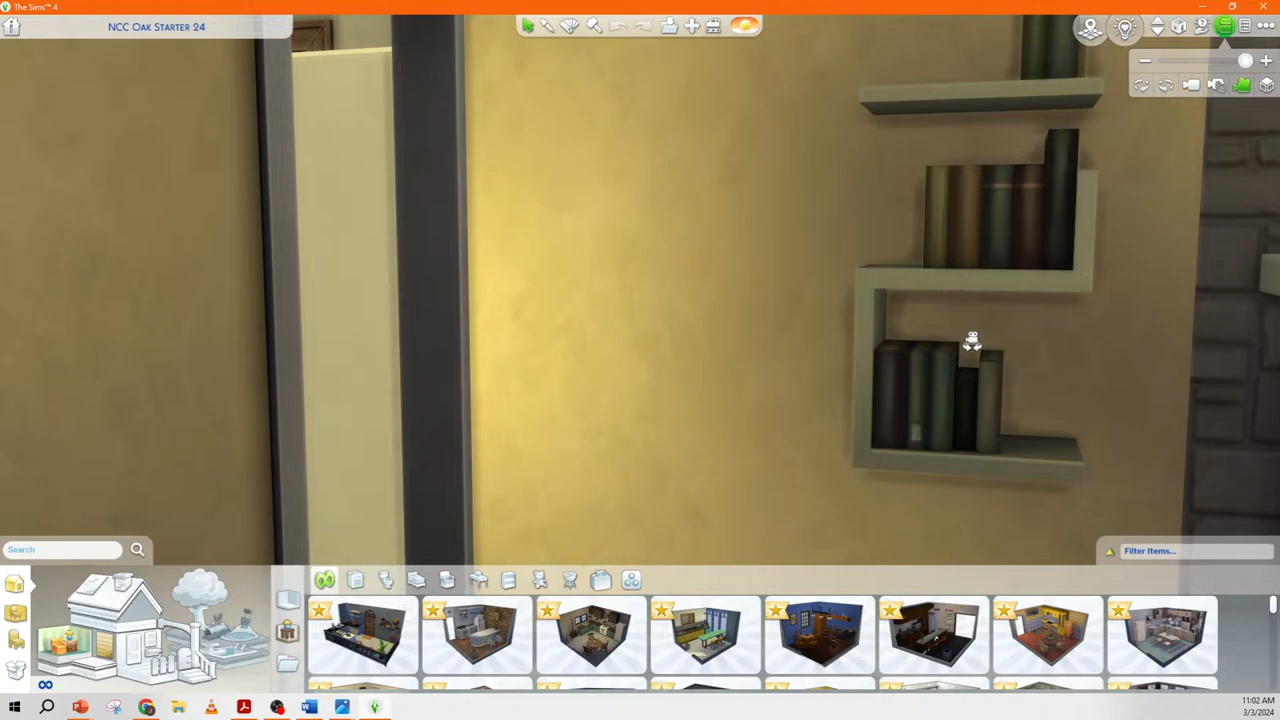 The Sims™ 4
NCC Oak Starter 24
Search
Filter Items...
11:02 AM
3/3/2024